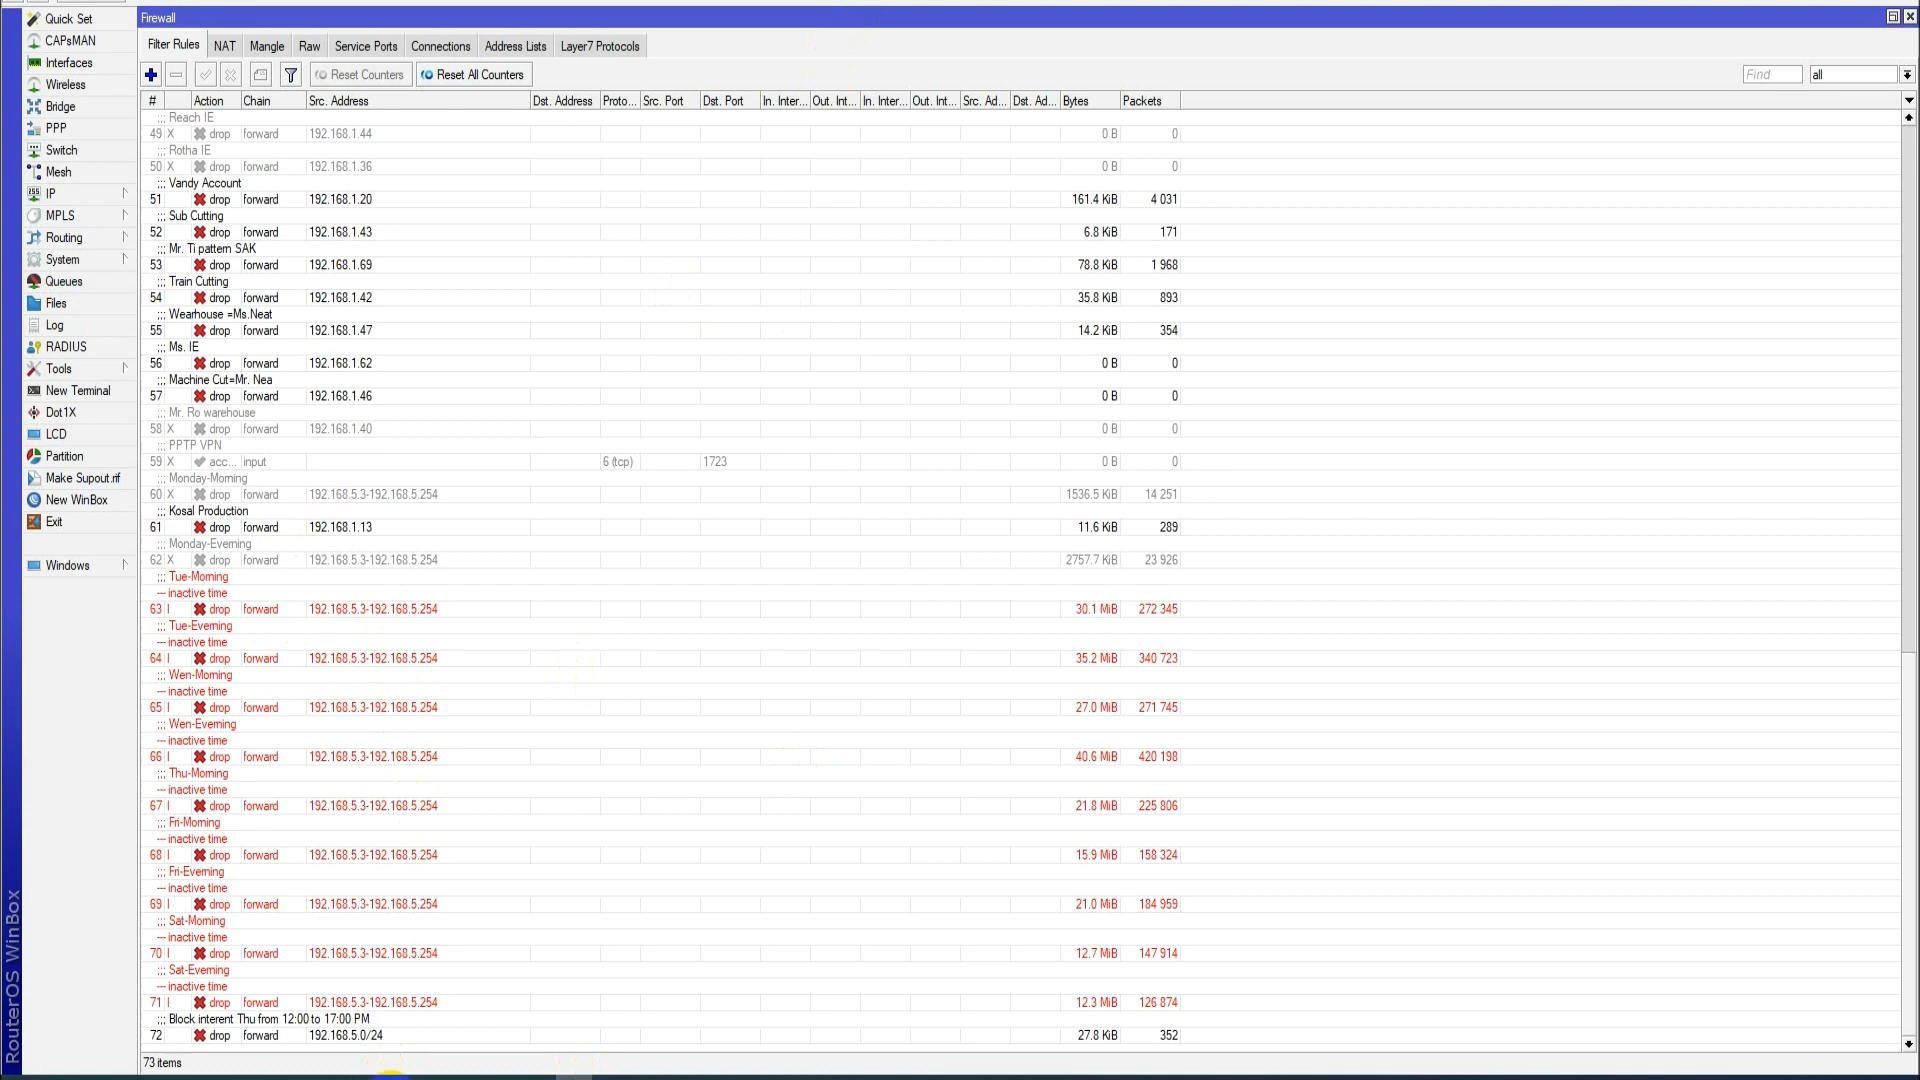 Firewall
Quick Set
CAPsMAN
Interfaces
Wireless
Bridge
PPP
Switch
Mesh
IP
MPLS
Routing
System
Queues
Files
Log
RADIUS
Tools
New Terminal
Dot1X
LCD
Partition
Make Supout.rif
New WinBox
Exit
Windows
RouterOS WinBox
Filter Rules NAT Mangle Raw Service Ports Connections Address Lists Layer7 Protocols
Reset Counters Reset All Counters Find all
# Action Chain Src. Address Dst. Address Proto... Src. Port Dst. Port In. Inter... Out. Int... In. Inter... Out. Int... Src. Ad... Dst. Ad... Bytes Packets
;;; Reach IE
49 X drop forward 192.168.1.44 0 B 0
;;; Rotha IE
50 X drop forward 192.168.1.36 0 B 0
;;; Vandy Account
51 drop forward 192.168.1.20 161.4 KiB 4 031
;;; Sub Cutting
52 drop forward 192.168.1.43 6.8 KiB 171
;;; Mr. Ti pattern SAK
53 drop forward 192.168.1.69 78.8 KiB 1 968
;;; Train Cutting
54 drop forward 192.168.1.42 35.8 KiB 893
;;; Wearhouse =Ms.Neat
55 drop forward 192.168.1.47 14.2 KiB 354
;;; Ms. IE
56 drop forward 192.168.1.62 0 B 0
;;; Machine Cut=Mr. Nea
57 drop forward 192.168.1.46 0 B 0
;;; Mr. Ro warehouse
58 X drop forward 192.168.1.40 0 B 0
;;; PPTP VPN
59 X acc... input 6 (tcp) 1723 0 B 0
;;; Monday-Morning
60 X drop forward 192.168.5.3-192.168.5.254 1536.5 KiB 14 251
;;; Kosal Production
61 drop forward 192.168.1.13 11.6 KiB 289
;;; Monday-Everning
62 X drop forward 192.168.5.3-192.168.5.254 2757.7 KiB 23 926
;;; Tue-Morning
--- inactive time
63 I drop forward 192.168.5.3-192.168.5.254 30.1 MiB 272 345
;;; Tue-Everning
--- inactive time
64 I drop forward 192.168.5.3-192.168.5.254 35.2 MiB 340 723
;;; Wen-Morning
--- inactive time
65 I drop forward 192.168.5.3-192.168.5.254 27.0 MiB 271 745
;;; Wen-Everning
--- inactive time
66 I drop forward 192.168.5.3-192.168.5.254 40.6 MiB 420 198
;;; Thu-Morning
--- inactive time
67 I drop forward 192.168.5.3-192.168.5.254 21.8 MiB 225 806
;;; Fri-Morning
--- inactive time
68 I drop forward 192.168.5.3-192.168.5.254 15.9 MiB 158 324
;;; Fri-Everning
--- inactive time
69 I drop forward 192.168.5.3-192.168.5.254 21.0 MiB 184 959
;;; Sat-Morning
--- inactive time
70 I drop forward 192.168.5.3-192.168.5.254 12.7 MiB 147 914
;;; Sat-Everning
--- inactive time
71 I drop forward 192.168.5.3-192.168.5.254 12.3 MiB 126 874
;;; Block interent Thu from 12:00 to 17:00 PM
72 drop forward 192.168.5.0/24 27.8 KiB 352
73 items